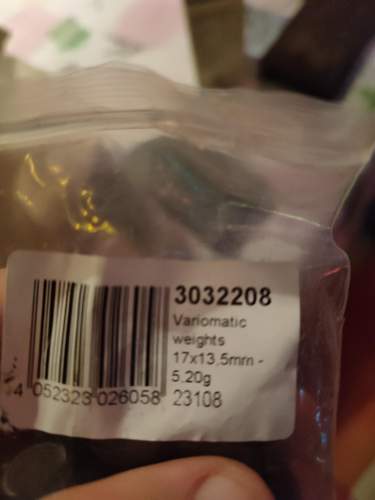 3032208
Variomatic
weights
17x13,5mm -
5,20g
4 052323 026058
23108